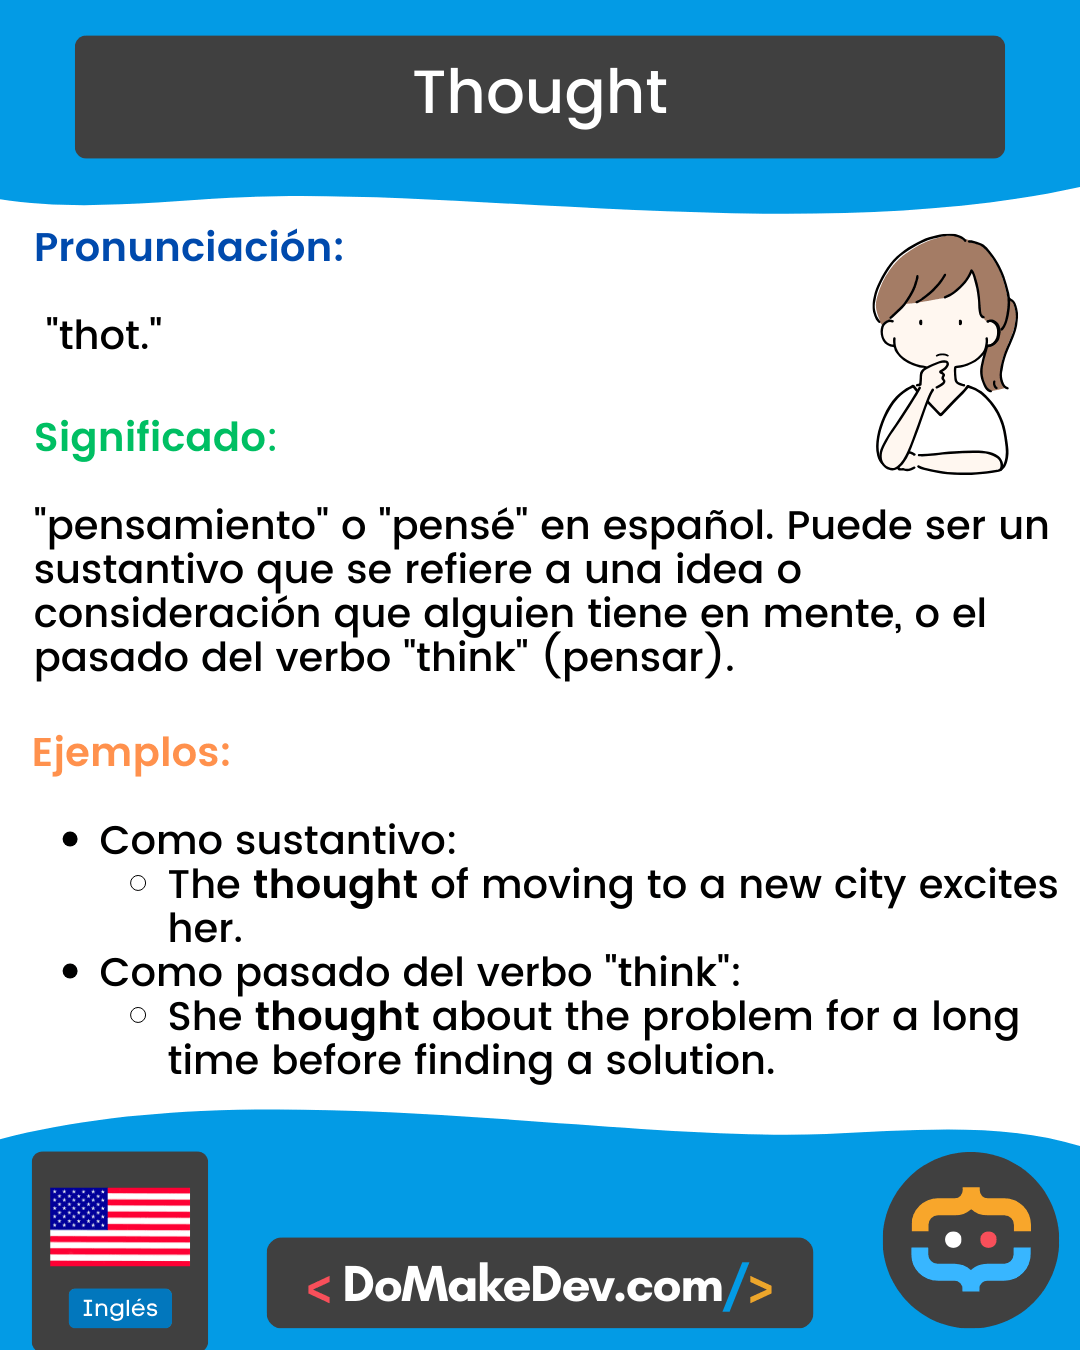 Thought
Pronunciación:
"thot."
Significado:
"pensamiento" o "pensé" en español. Puede ser un
sustantivo que se refiere a una idea o
consideración que alguien tiene en mente, o el
pasado del verbo "think" (pensar).
Ejemplos:
• Como sustantivo:
○ The thought of moving to a new city excites
her.
• Como pasado del verbo "think":
○ She thought about the problem for a long
time before finding a solution.
Inglés
< DoMakeDev.com/>